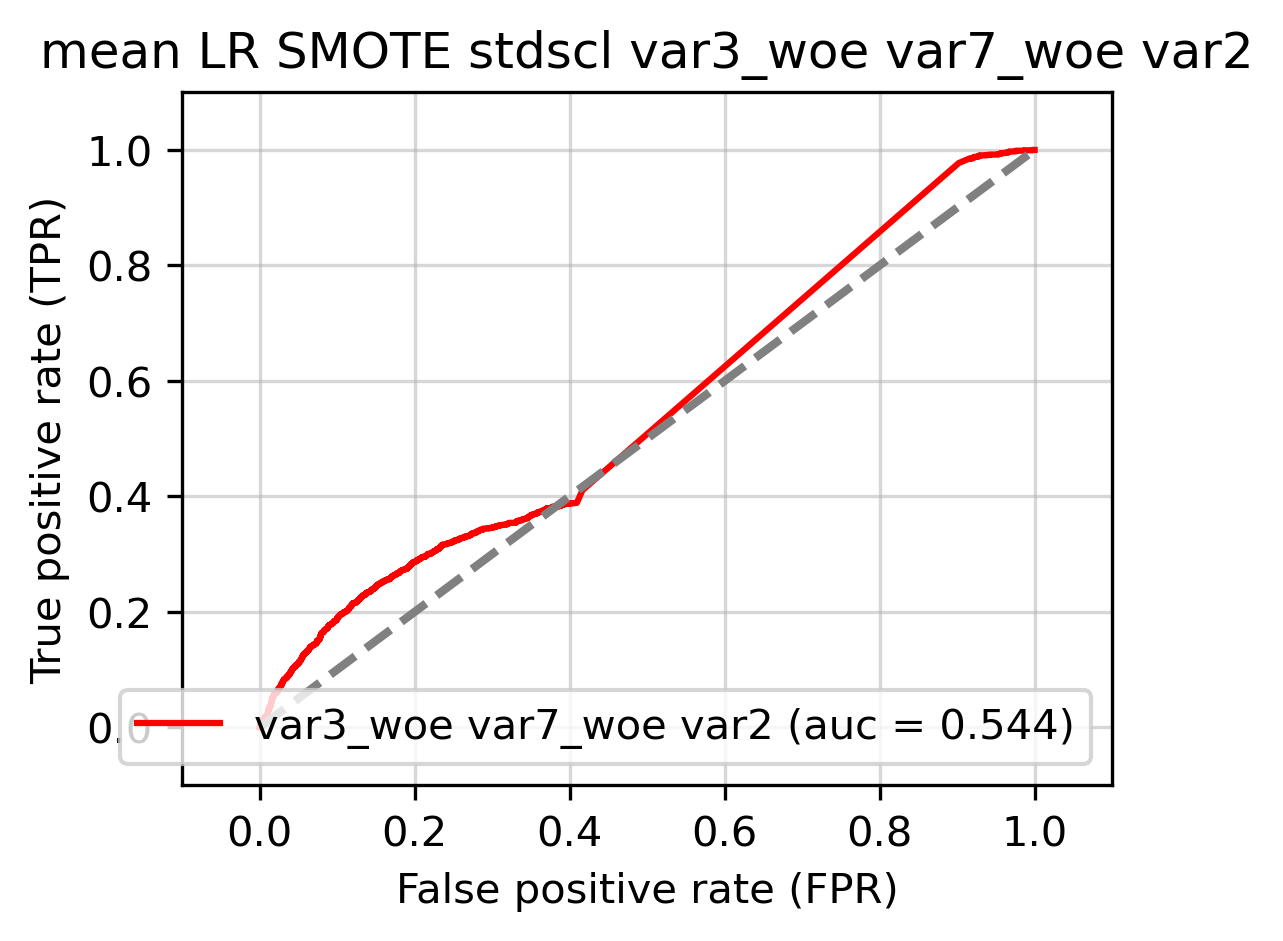 mean LR SMOTE stdscl var3_woe var7_woe var2
True positive rate (TPR)
1.0
0.8
0.6
0.4
0.2
0.0
var3_woe var7_woe var2 (auc = 0.544)
0.0 0.2 0.4 0.6 0.8 1.0
False positive rate (FPR)